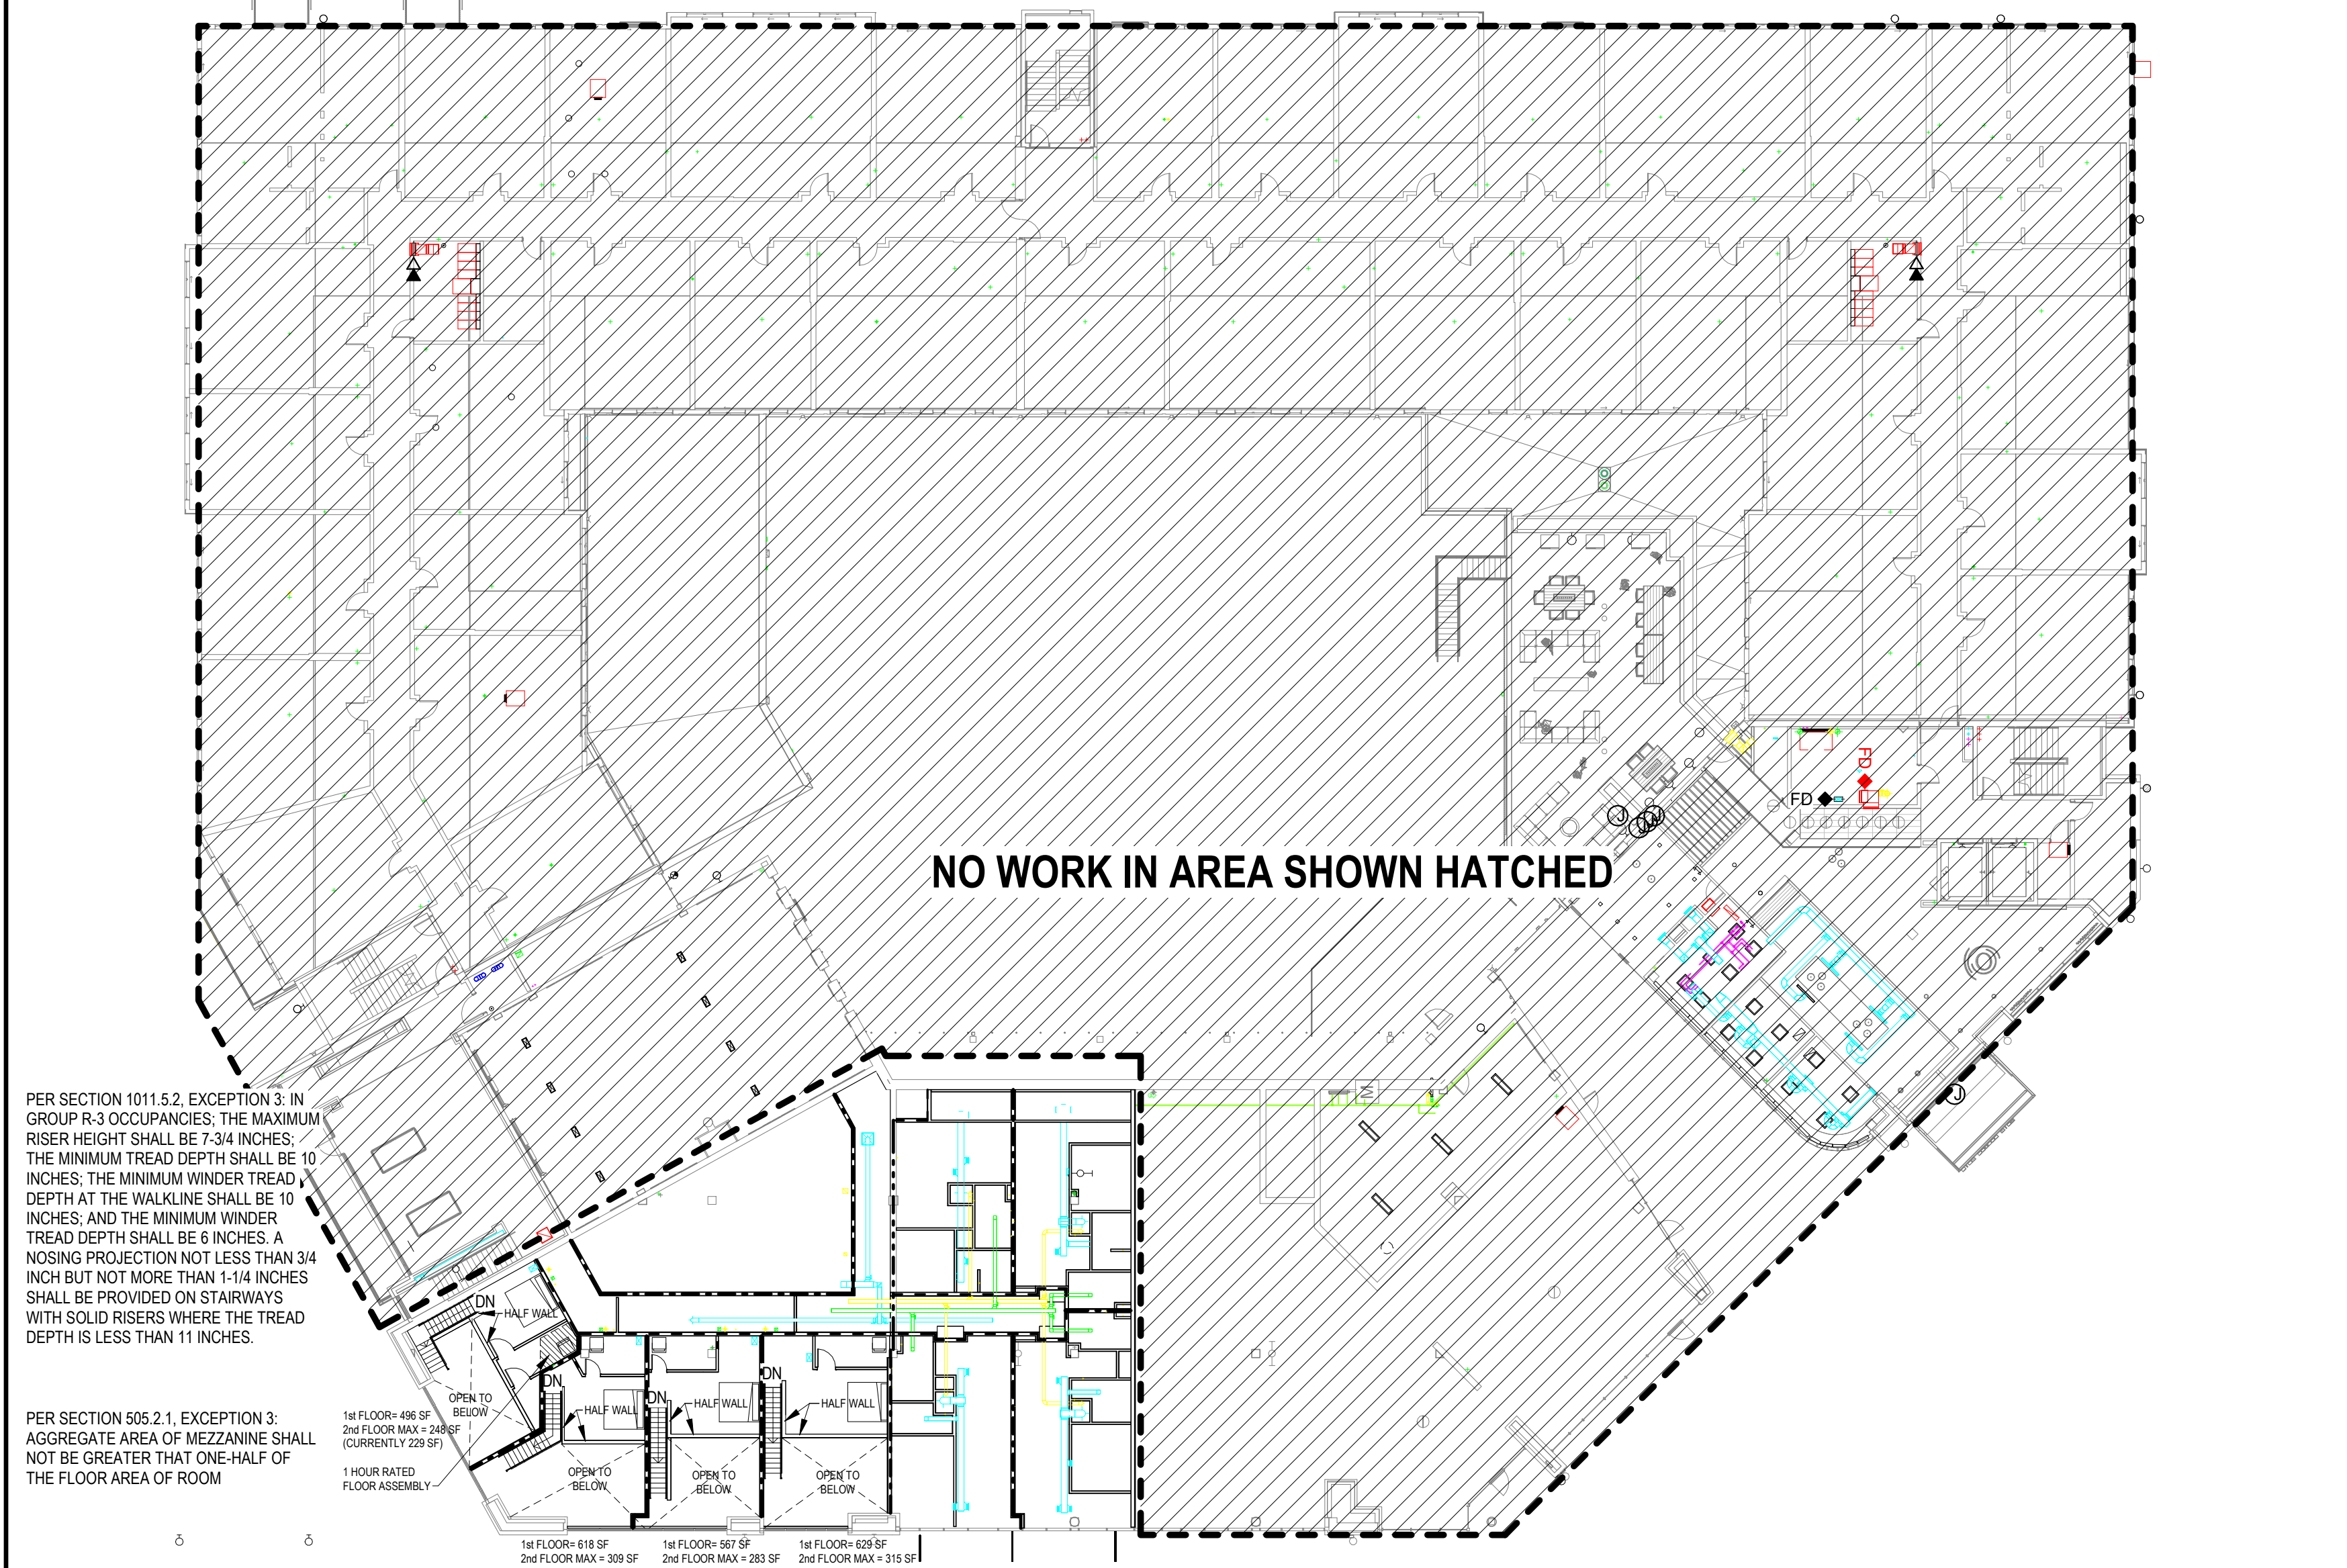 NO WORK IN AREA SHOWN HATCHED
FD
FD
J
J
J
J
J
M
PER SECTION 1011.5.2, EXCEPTION 3: IN
GROUP R-3 OCCUPANCIES; THE MAXIMUM
RISER HEIGHT SHALL BE 7-3/4 INCHES;
THE MINIMUM TREAD DEPTH SHALL BE 10
INCHES; THE MINIMUM WINDER TREAD
DEPTH AT THE WALKLINE SHALL BE 10
INCHES; AND THE MINIMUM WINDER
TREAD DEPTH SHALL BE 6 INCHES. A
NOSING PROJECTION NOT LESS THAN 3/4
INCH BUT NOT MORE THAN 1-1/4 INCHES
SHALL BE PROVIDED ON STAIRWAYS
WITH SOLID RISERS WHERE THE TREAD
DEPTH IS LESS THAN 11 INCHES.
PER SECTION 505.2.1, EXCEPTION 3:
AGGREGATE AREA OF MEZZANINE SHALL
NOT BE GREATER THAT ONE-HALF OF
THE FLOOR AREA OF ROOM
DN
HALF WALL
OPEN TO
BELOW
1st FLOOR= 496 SF
2nd FLOOR MAX = 248 SF
(CURRENTLY 229 SF)
1 HOUR RATED
FLOOR ASSEMBLY
DN
HALF WALL
OPEN TO
BELOW
DN
HALF WALL
OPEN TO
BELOW
DN
HALF WALL
OPEN TO
BELOW
1st FLOOR= 618 SF
2nd FLOOR MAX = 309 SF
1st FLOOR= 567 SF
2nd FLOOR MAX = 283 SF
1st FLOOR= 629 SF
2nd FLOOR MAX = 315 SF